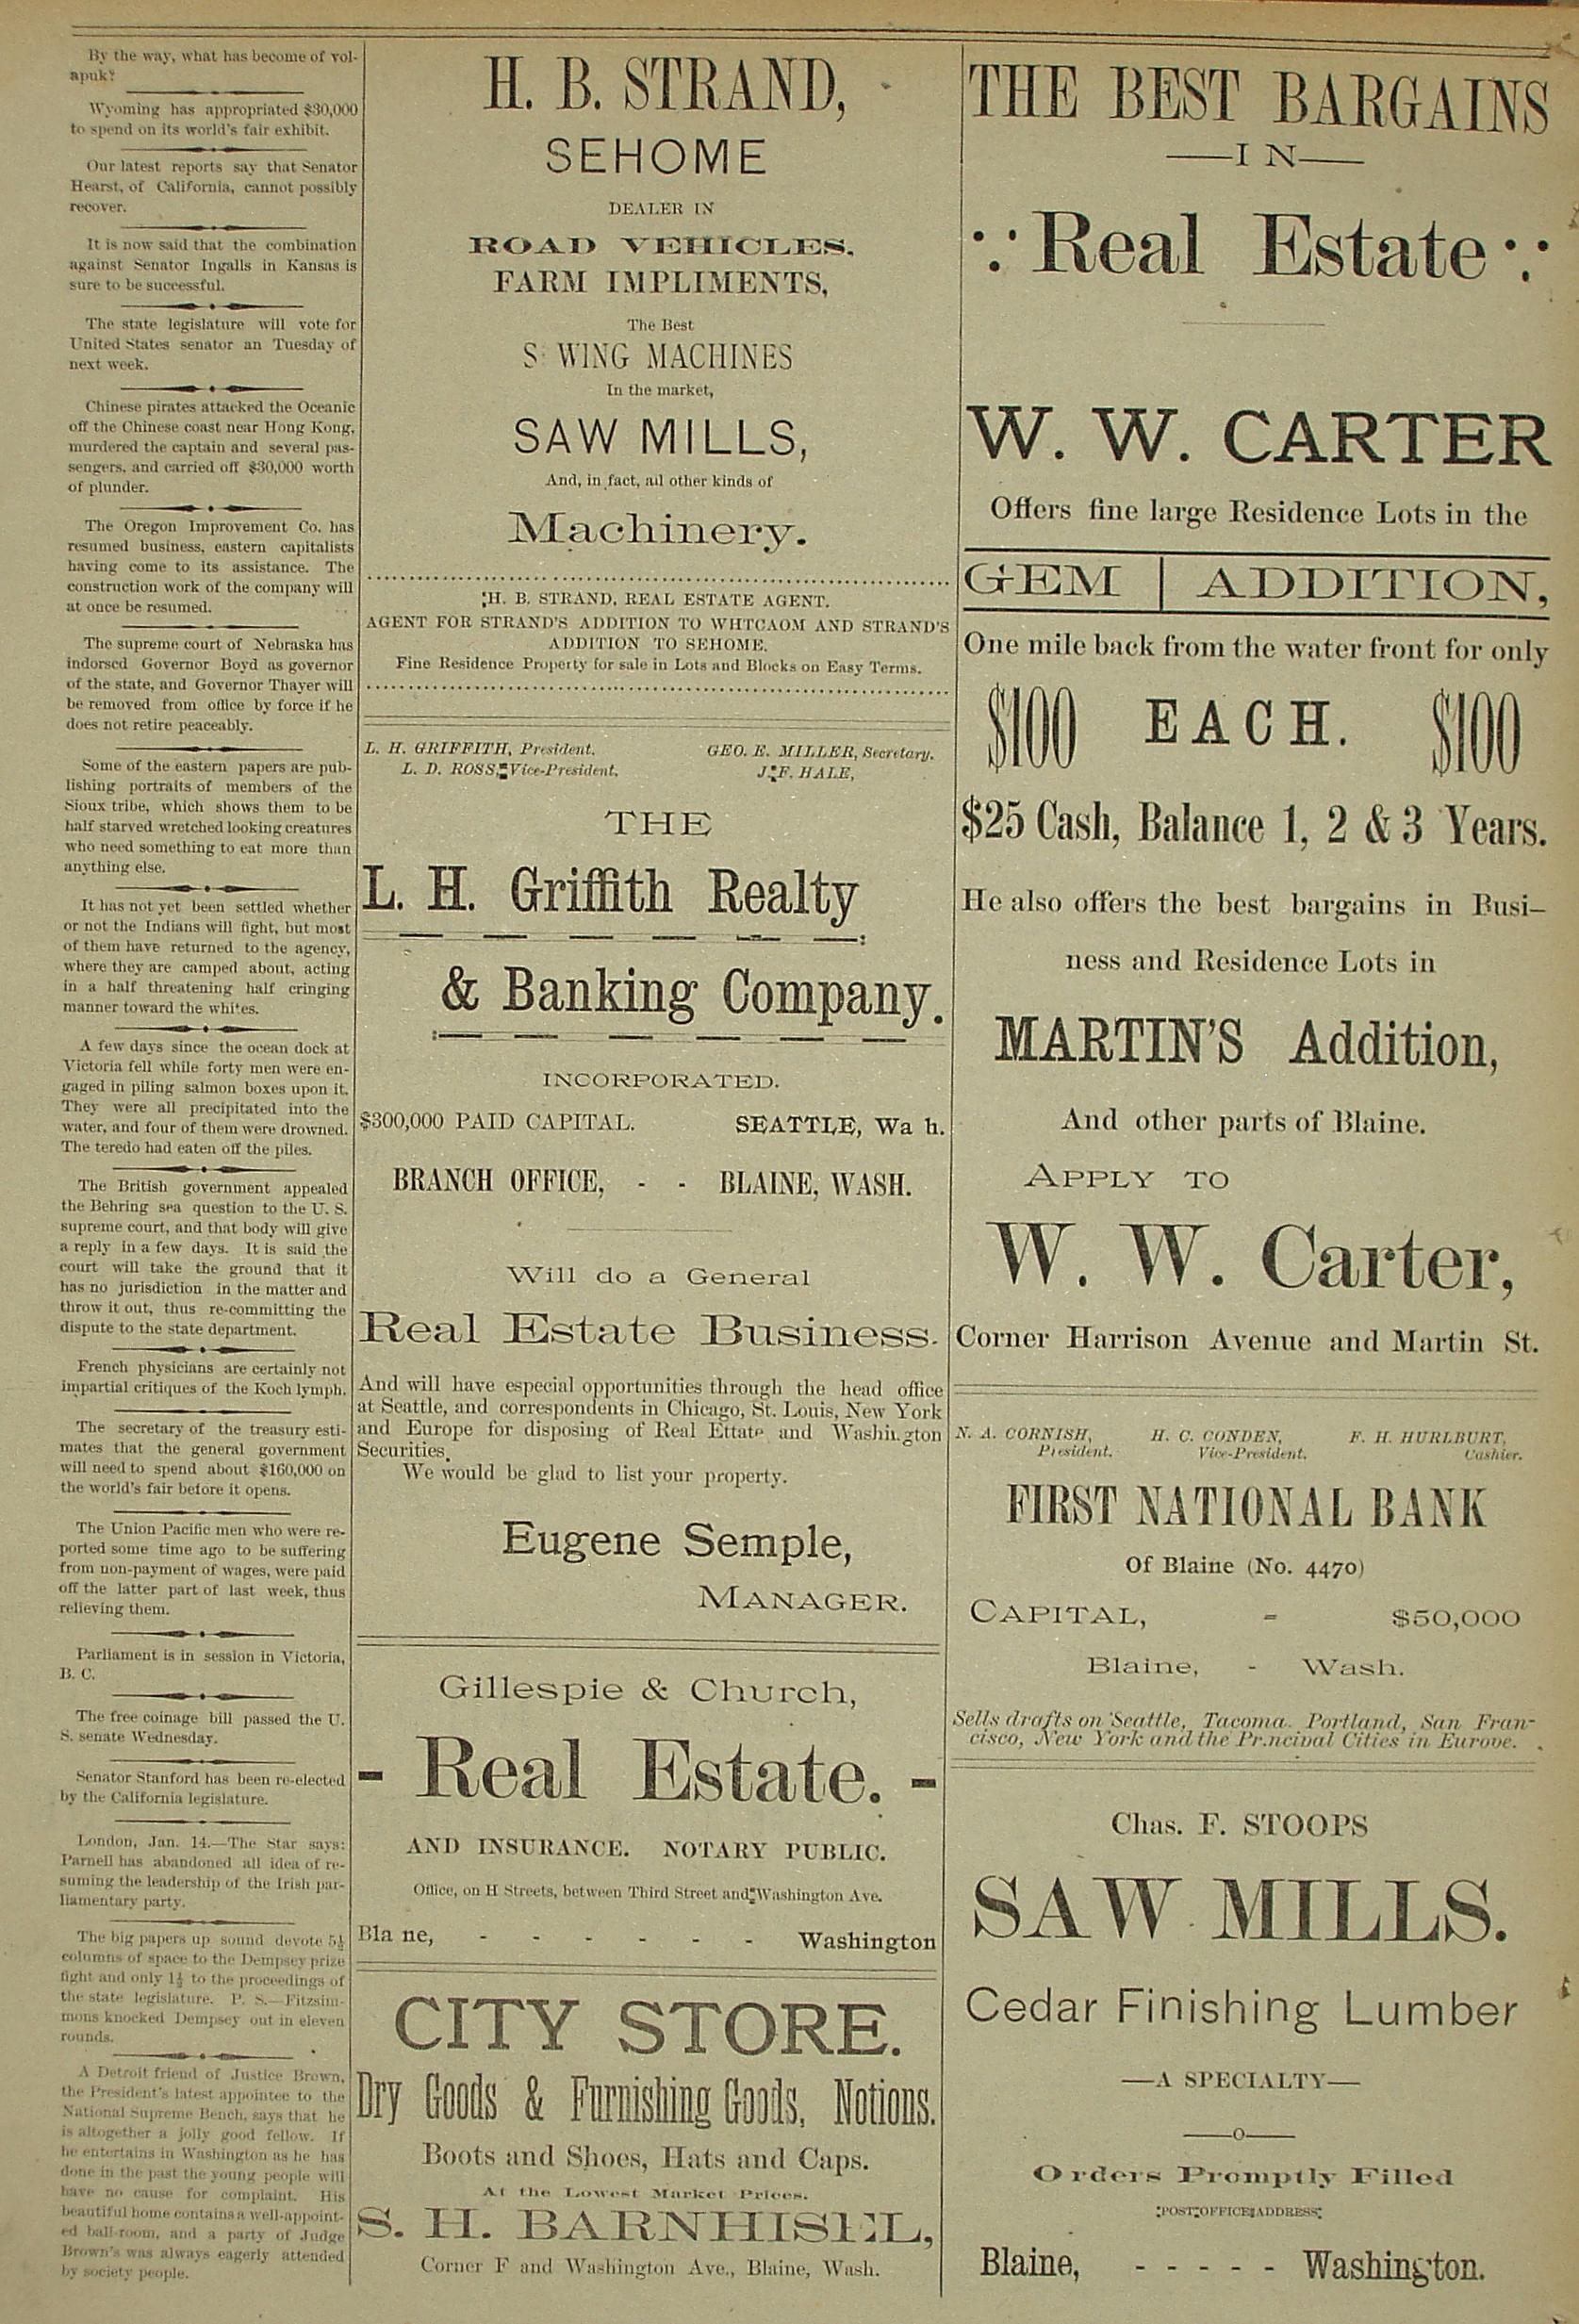 By the way, what has become of vol-
apuk?
Wyoming has appropriated $30,000
to spend on its world's fair exhibit.
Our latest reports say that Senator
Hearst, of California, cannot possibly
recover.
It is now said that the combination
against Senator Ingalls in Kansas is
sure to be successful.
The state legislature will vote for
United States senator an Tuesday of
next week.
Chinese pirates attacked the Oceanic
off the Chinese coast near Hong Kong,
murdered the captain and several pas-
sengers, and carried off $30,000 worth
of plunder.
The Oregon Improvement Co. has
resumed business, eastern capitalists
having come to its assistance. The
construction work of the company will
at once be resumed.
The supreme court of Nebraska has
indorsed Governor Boyd as governor
of the state, and Governor Thayer will
be removed from office by force if he
does not retire peaceably.
Some of the eastern papers are pub-
lishing portraits of members of the
Sioux tribe, which shows them to be
half starved wretched looking creatures
who need something to eat more than
anything else.
It has not yet been settled whether
or not the Indians will fight, but most
of them have returned to the agency,
where they are camped about, acting
in a half threatening half cringing
manner toward the whites.
A few days since the ocean dock at
Victoria fell while forty men were en-
gaged in piling salmon boxes upon it.
They were all precipitated into the
water, and four of them were drowned.
The teredo had eaten off the piles.
The British government appealed
the Behring sea question to the U. S.
supreme court, and that body will give
a reply in a few days. It is said the
court will take the ground that it
has no jurisdiction in the matter and
throw it out, thus re-committing the
dispute to the state department.
French physicians are certainly not
impartial critiques of the Koch lymph.
The secretary of the treasury esti-
mates that the general government
will need to spend about $160,000 on
the world's fair before it opens.
The Union Pacific men who were re-
ported some time ago to be suffering
from non-payment of wages, were paid
off the latter part of last week, thus
relieving them.
Parliament is in session in Victoria,
B. C.
The free coinage bill passed the U.
S. senate Wednesday.
Senator Stanford has been re-elected
by the California legislature.
London, Jan. 14.—The Star says:
Parnell has abandoned all idea of re-
suming the leadership of the Irish par-
liamentary party.
The big papers up sound devote 5½
columns of space to the Dempsey prize
fight and only 1½ to the proceedings of
the state legislature. P. S.—Fitzsim-
mons knocked Dempsey out in eleven
rounds.
A Detroit friend of Justice Brown,
the President's latest appointee to the
National Supreme Bench, says that he
is altogether a jolly good fellow. If
he entertains in Washington as he has
done in the past the young people will
have no cause for complaint. His
beautiful home contains a well-appoint-
ed ball-room, and a party of Judge
Brown's was always eagerly attended
by society people.
H. B. STRAND,
SEHOME
DEALER IN
ROAD VEHICLES,
FARM IMPLIMENTS,
The Best
S WING MACHINES
In the market,
SAW MILLS,
And, in fact, all other kinds of
Machinery.
H. B. STRAND, REAL ESTATE AGENT.
AGENT FOR STRAND'S ADDITION TO WHTCAOM AND STRAND'S
ADDITION TO SEHOME.
Fine Residence Property for sale in Lots and Blocks on Easy Terms.
L. H. GRIFFITH, President. GEO. E. MILLER, Secretary.
L. D. ROSS, Vice-President. J. F. HALE,
THE
L. H. Griffith Realty
& Banking Company.
INCORPORATED.
$300,000 PAID CAPITAL. SEATTLE, Wa h.
BRANCH OFFICE, - - BLAINE, WASH.
Will do a General
Real Estate Business.
And will have especial opportunities through the head office
at Seattle, and correspondents in Chicago, St. Louis, New York
and Europe for disposing of Real Ettate and Washington
Securities.
We would be glad to list your property.
Eugene Semple,
MANAGER.
Gillespie & Church,
- Real Estate. -
AND INSURANCE. NOTARY PUBLIC.
Office, on H Streets, between Third Street and Washington Ave.
Bla ne, - - - - - - Washington
CITY STORE.
Dry Goods & Furnishing Goods, Notions.
Boots and Shoes, Hats and Caps.
At the Lowest Market Prices.
S. H. BARNHISEL,
Corner F and Washington Ave., Blaine, Wash.
THE BEST BARGAINS
—IN—
Real Estate
W. W. CARTER
Offers fine large Residence Lots in the
GEM | ADDITION,
One mile back from the water front for only
$100 EACH. $100
$25 Cash, Balance 1, 2 & 3 Years.
He also offers the best bargains in Busi-
ness and Residence Lots in
MARTIN'S Addition,
And other parts of Blaine.
APPLY TO
W. W. Carter,
Corner Harrison Avenue and Martin St.
N. A. CORNISH, H. C. CONDEN, F. H. HURLBURT,
President. Vice-President. Cashier.
FIRST NATIONAL BANK
Of Blaine (No. 4470)
CAPITAL, - $50,000
Blaine, - Wash.
Sells drafts on Seattle, Tacoma. Portland, San Fran-
cisco, New York and the Pr.ncipal Cities in Europe.
Chas. F. STOOPS
SAW MILLS.
Cedar Finishing Lumber
—A SPECIALTY—
—o—
Orders Promptly Filled
POST OFFICE ADDRESS
Blaine, - - - - - Washington.